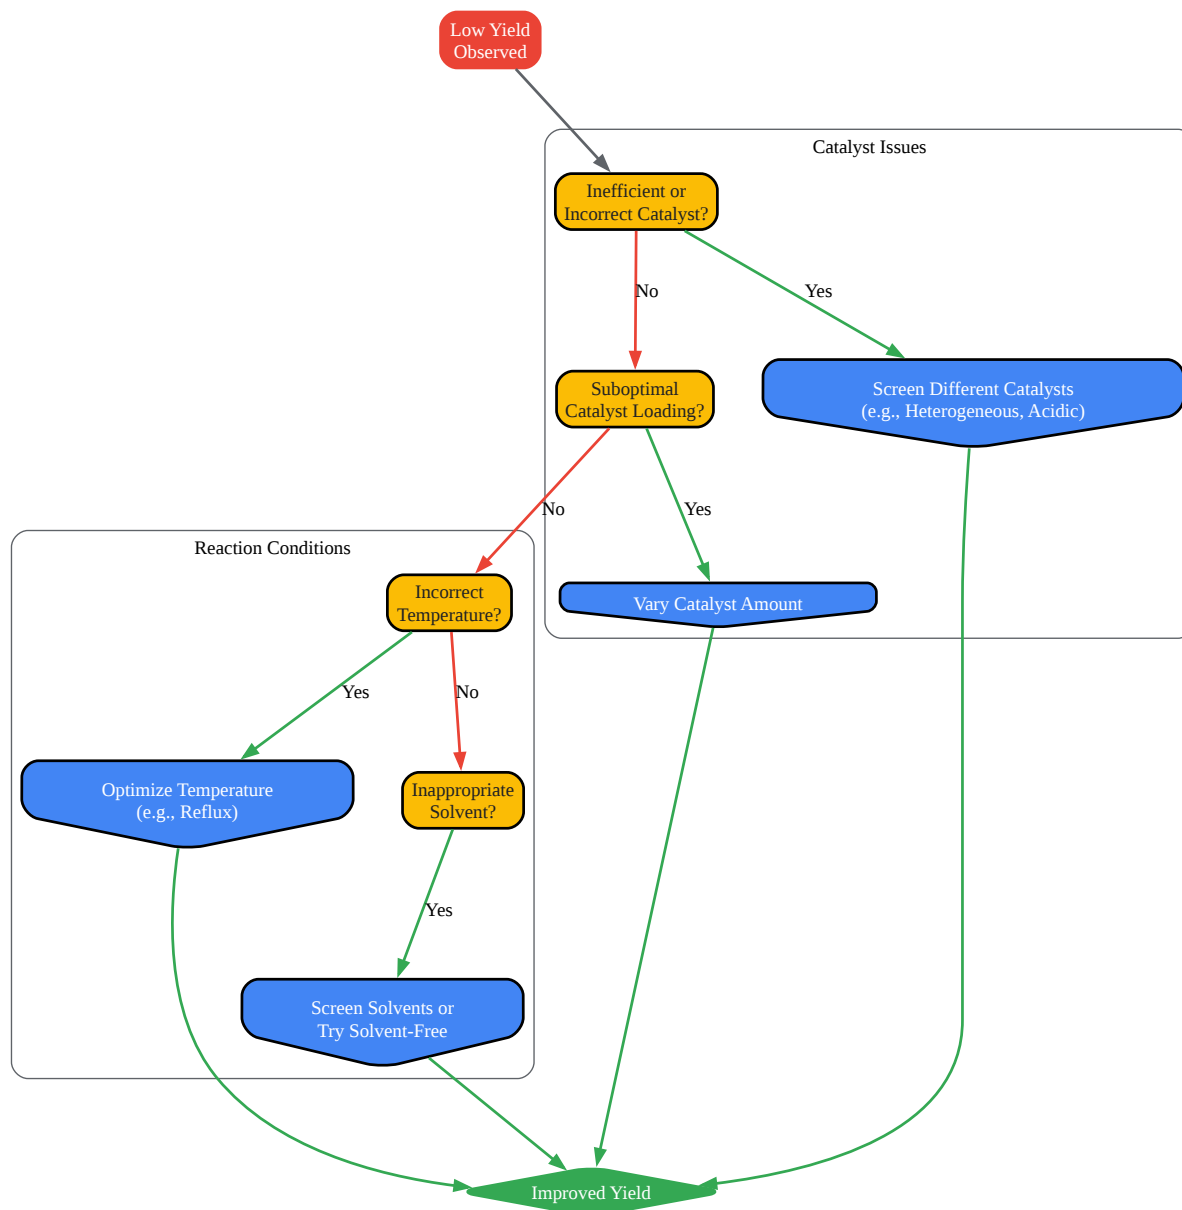 Low Yield
Observed
Catalyst Issues
Inefficient or
Incorrect Catalyst?
No
Yes
Suboptimal
Catalyst Loading?
Screen Different Catalysts
(e.g., Heterogeneous, Acidic)
No
Yes
Reaction Conditions
Incorrect
Temperature?
Vary Catalyst Amount
Yes
No
Optimize Temperature
(e.g., Reflux)
Inappropriate
Solvent?
Yes
Screen Solvents or
Try Solvent-Free
Improved Yield